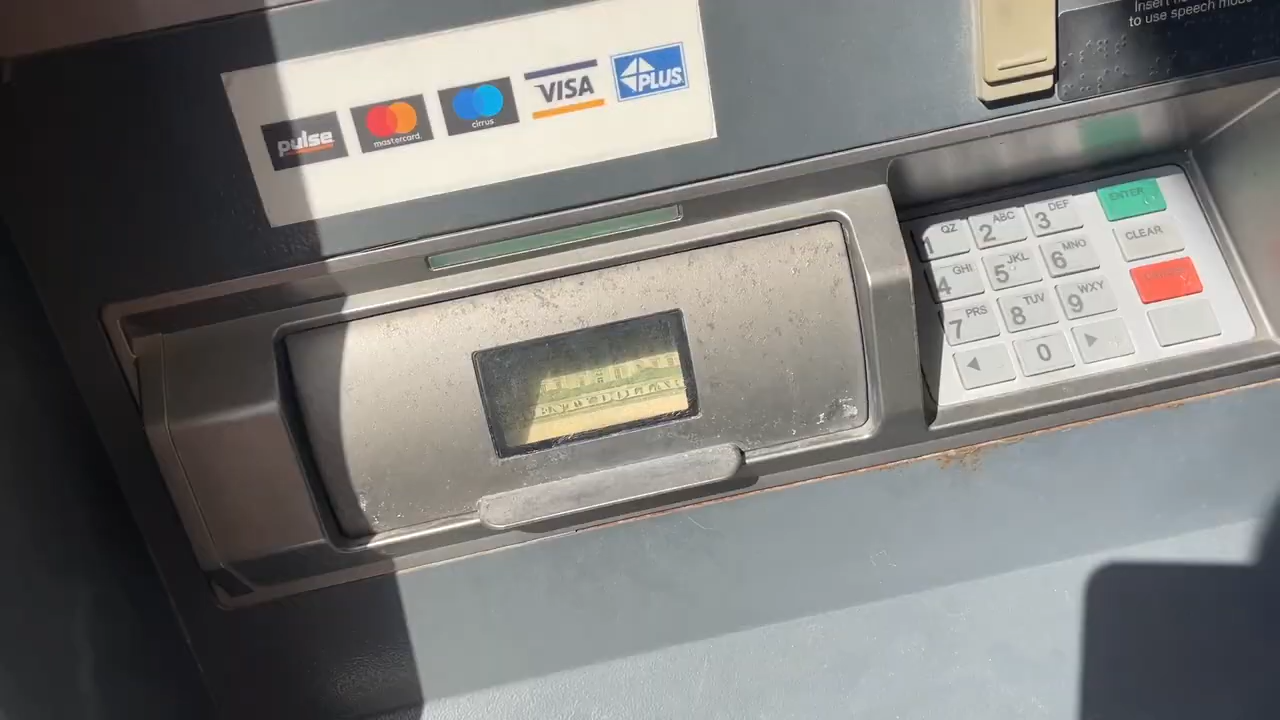 Insert
to use speech mode
pulse
mastercard.
cirrus
VISA
PLUS
1 QZ
2 ABC
3 DEF
ENTER
4 GHI
5 JKL
6 MNO
CLEAR
7 PRS
8 TUV
9 WXY
0